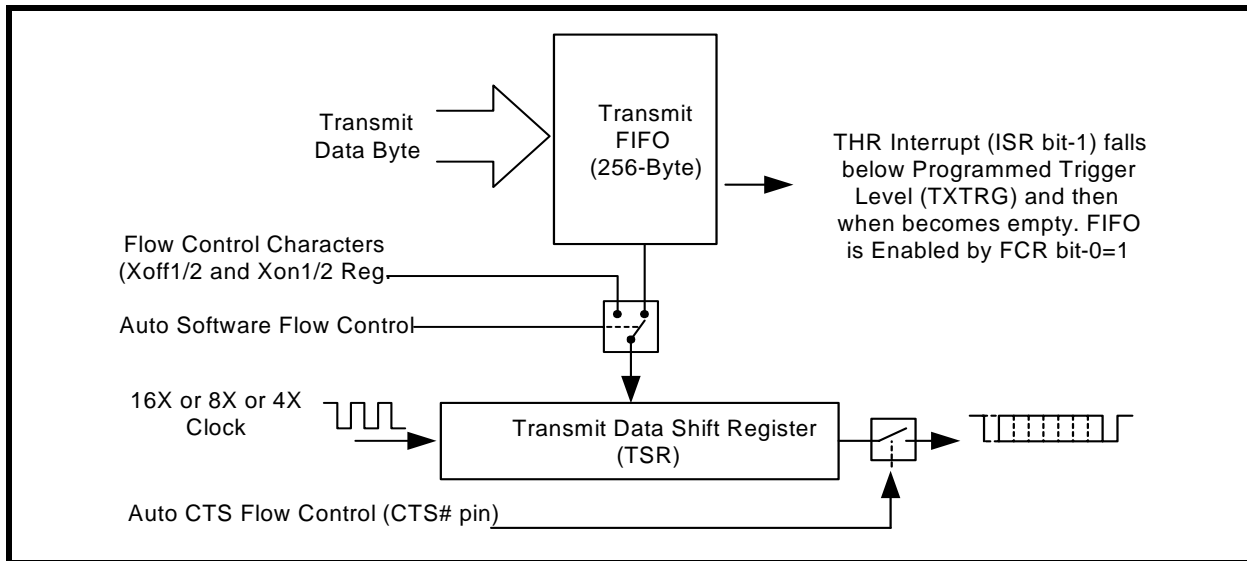 Transmit
Data Byte
Transmit
FIFO
(256-Byte)
THR Interrupt (ISR bit-1) falls
below Programmed Trigger
Level (TXTRG) and then
when becomes empty. FIFO
is Enabled by FCR bit-0=1
Flow Control Characters
(Xoff1/2 and Xon1/2 Reg.
Auto Software Flow Control
16X or 8X or 4X
Clock
Transmit Data Shift Register
(TSR)
Auto CTS Flow Control (CTS# pin)